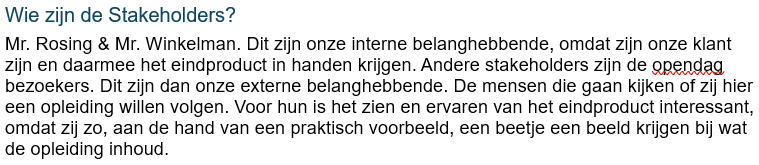 Wie zijn de Stakeholders?
Mr. Rosing & Mr. Winkelman. Dit zijn onze interne belanghebbende, omdat zijn onze klant
zijn en daarmee het eindproduct in handen krijgen. Andere stakeholders zijn de opendag
bezoekers. Dit zijn dan onze externe belanghebbende. De mensen die gaan kijken of zij hier
een opleiding willen volgen. Voor hun is het zien en ervaren van het eindproduct interessant,
omdat zij zo, aan de hand van een praktisch voorbeeld, een beetje een beeld krijgen bij wat
de opleiding inhoud.